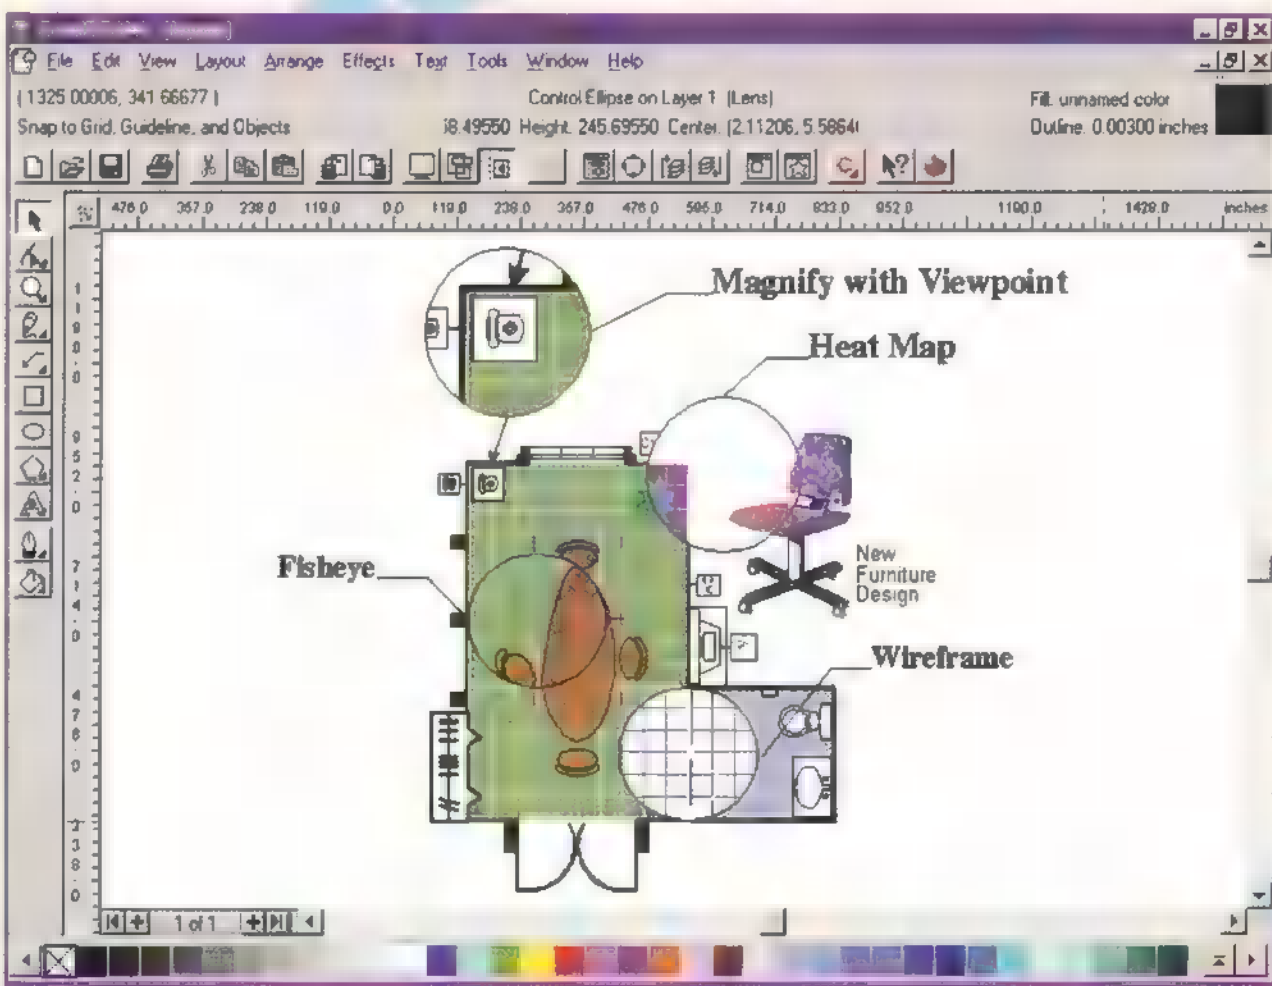 File Edit View Layout Arrange Effects Text Tools Window Help
(1325.00006, 341.66677) Control Ellipse on Layer 1 (Lens) Fill: unnamed color
Snap to Grid, Guideline, and Objects 38.49550 Height: 245.69550 Center: (2.11206, 5.5864 Outline: 0.00300 inches
476.0 357.0 238.0 119.0 0.0 119.0 238.0 357.0 476.0 595.0 714.0 833.0 952.0 1190.0 1428.0 inches
Magnify with Viewpoint
Heat Map
Fisheye
New
Furniture
Design
Wireframe
1 of 1